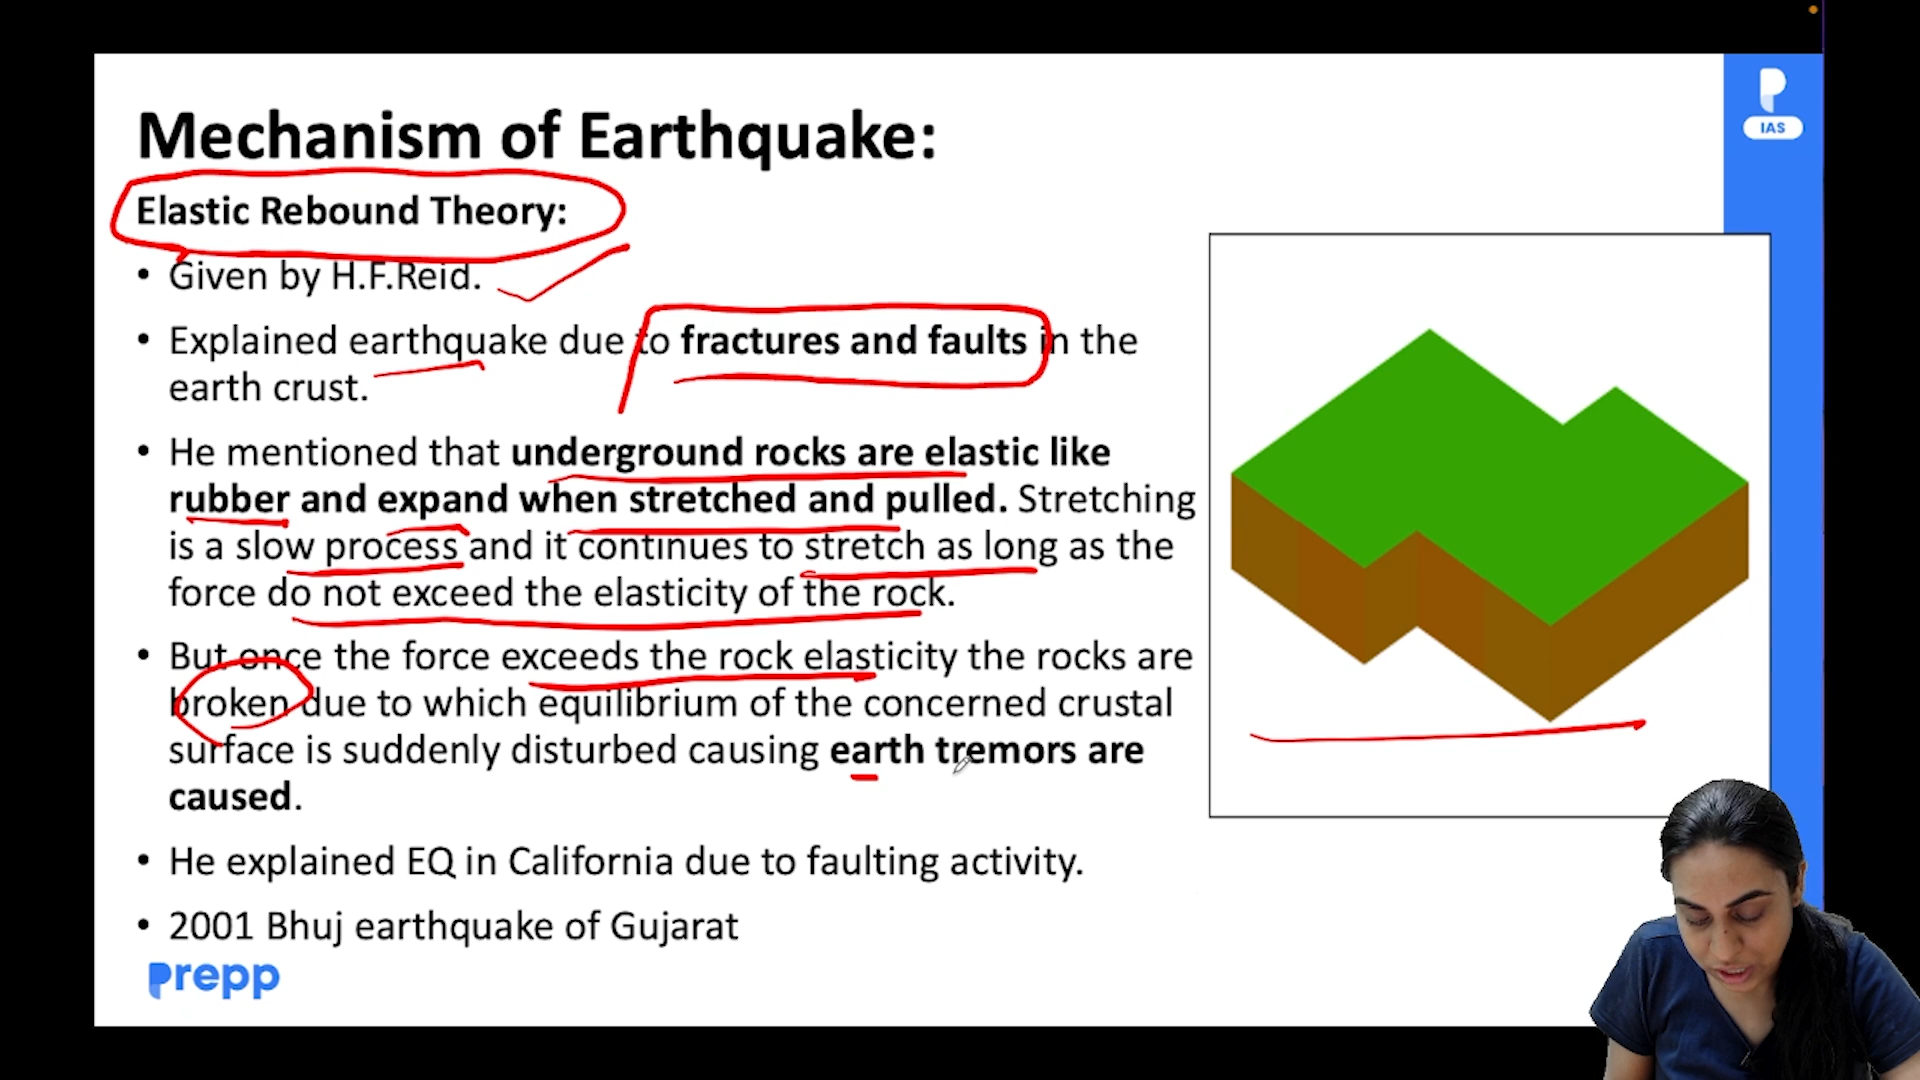 IAS
Mechanism of Earthquake:
Elastic Rebound Theory:
• Given by H.F.Reid.
• Explained earthquake due to fractures and faults in the
earth crust.
• He mentioned that underground rocks are elastic like
rubber and expand when stretched and pulled. Stretching
is a slow process and it continues to stretch as long as the
force do not exceed the elasticity of the rock.
• But once the force exceeds the rock elasticity the rocks are
broken due to which equilibrium of the concerned crustal
surface is suddenly disturbed causing earth tremors are
caused.
• He explained EQ in California due to faulting activity.
• 2001 Bhuj earthquake of Gujarat
prepp